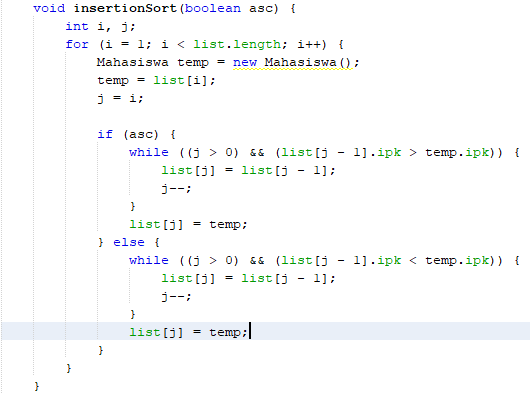 void insertionSort(boolean asc) {
    int i, j;
    for (i = 1; i < list.length; i++) {
        Mahasiswa temp = new Mahasiswa();
        temp = list[i];
        j = i;

        if (asc) {
            while ((j > 0) && (list[j - 1].ipk > temp.ipk)) {
                list[j] = list[j - 1];
                j--;
            }
            list[j] = temp;
        } else {
            while ((j > 0) && (list[j - 1].ipk < temp.ipk)) {
                list[j] = list[j - 1];
                j--;
            }
            list[j] = temp;
        }
    }
}